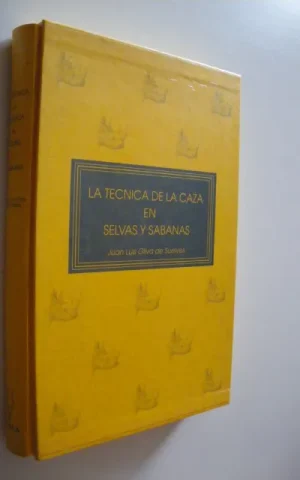 LA TECNICA DE LA CAZA
EN
SELVAS Y SABANAS
Juan Luis Oliva de Suelves